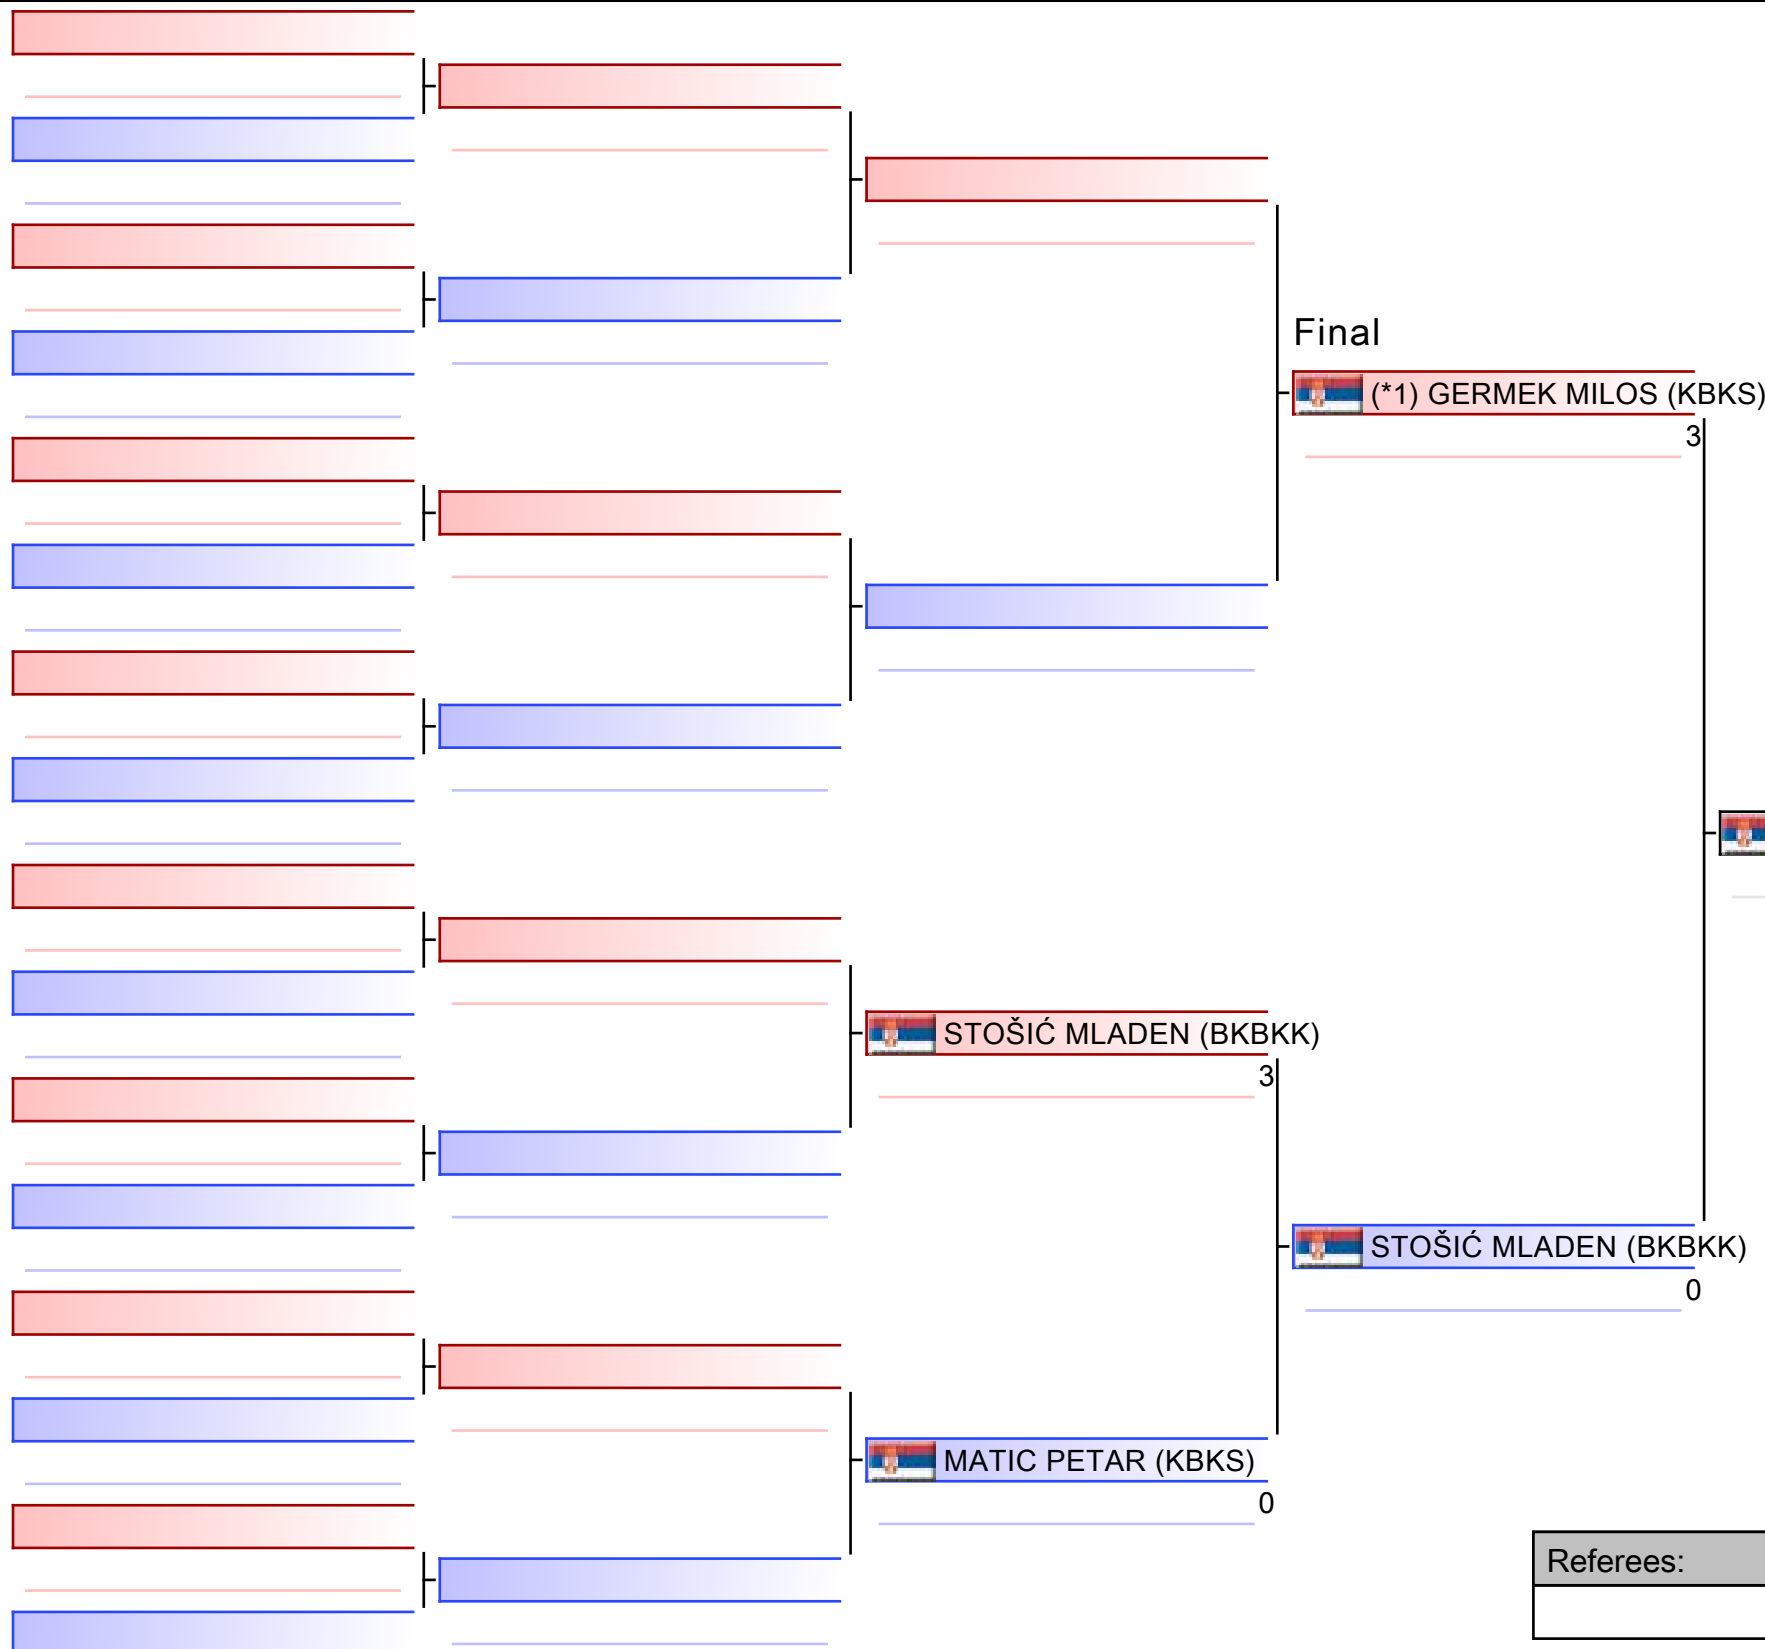 Final
(*1) GERMEK MILOS (KBKS)
3
STOŠIĆ MLADEN (BKBKK)
3
STOŠIĆ MLADEN (BKBKK)
0
MATIC PETAR (KBKS)
0
Referees: